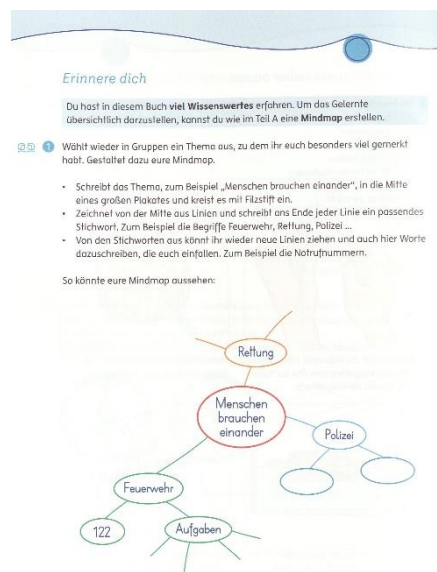 Erinnere dich
Du hast in diesem Buch viel Wissenswertes erfahren. Um das Gelernte
übersichtlich darzustellen, kannst du wie im Teil A eine Mindmap erstellen.
1 Wählt wieder in Gruppen ein Thema aus, zu dem ihr euch besonders viel gemerkt
habt. Gestaltet dazu eure Mindmap.
• Schreibt das Thema, zum Beispiel „Menschen brauchen einander“, in die Mitte
eines großen Plakates und kreist es mit Filzstift ein.
• Zeichnet von der Mitte aus Linien und schreibt ans Ende jeder Linie ein passendes
Stichwort. Zum Beispiel die Begriffe Feuerwehr, Rettung, Polizei ...
• Von den Stichworten aus könnt ihr wieder neue Linien ziehen und auch hier Worte
dazuschreiben, die euch einfallen. Zum Beispiel die Notrufnummern.
So könnte eure Mindmap aussehen:
Rettung
Menschen
brauchen
einander
Polizei
Feuerwehr
122
Aufgaben